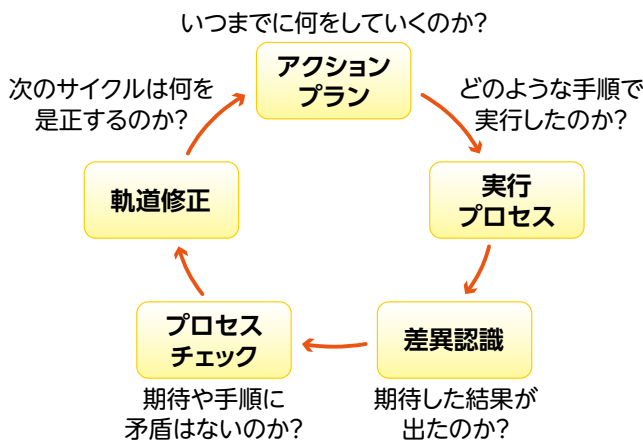 いつまでに何をしていくのか?
アクション
プラン
どのような手順で
実行したのか?
実行
プロセス
差異認識
期待した結果が
出たのか?
プロセス
チェック
期待や手順に
矛盾はないのか?
軌道修正
次のサイクルは何を
是正するのか?